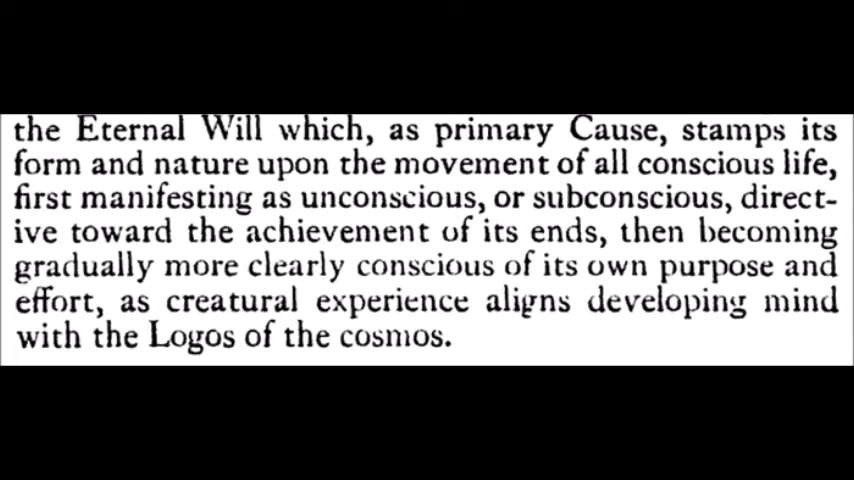 the Eternal Will which, as primary Cause, stamps its
form and nature upon the movement of all conscious life,
first manifesting as unconscious, or subconscious, direct-
ive toward the achievement of its ends, then becoming
gradually more clearly conscious of its own purpose and
effort, as creatural experience aligns developing mind
with the Logos of the cosmos.